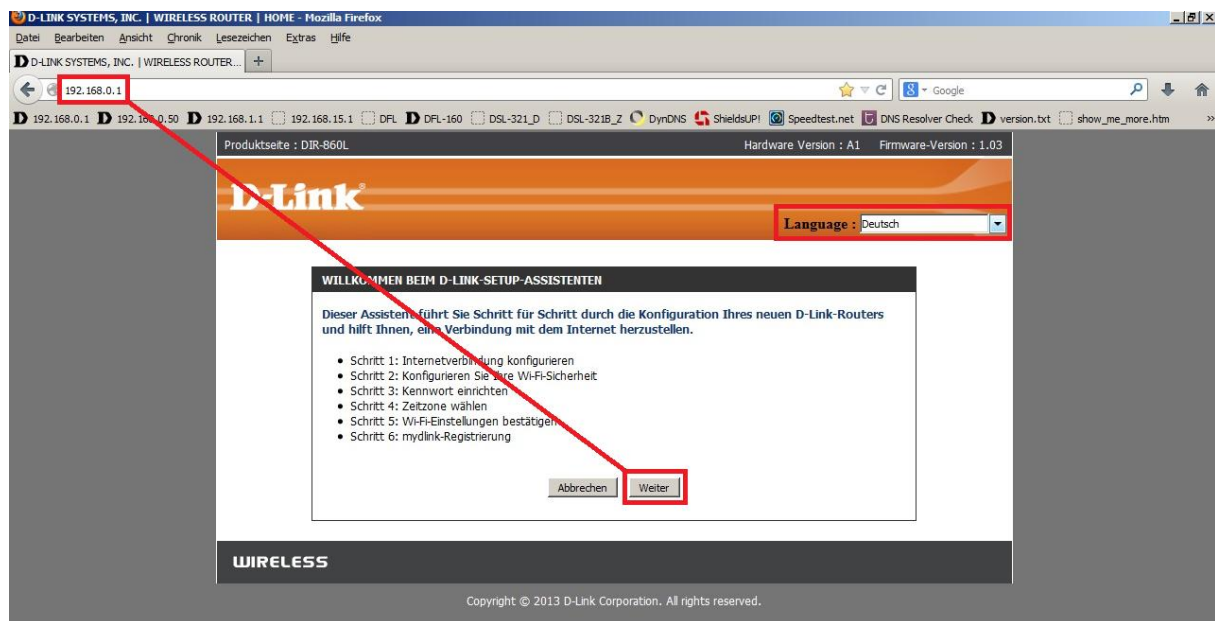 D-LINK SYSTEMS, INC. | WIRELESS ROUTER | HOME - Mozilla Firefox
Datei Bearbeiten Ansicht Chronik Lesezeichen Extras Hilfe
D-LINK SYSTEMS, INC. | WIRELESS ROUTER...
192.168.0.1
Google
192.168.0.1 192.168.0.50 192.168.1.1 192.168.15.1 DFL DFL-160 DSL-321_D DSL-321B_Z DynDNS ShieldsUP! Speedtest.net DNS Resolver Check version.txt show_me_more.htm
Produktseite : DIR-860L Hardware Version : A1 Firmware-Version : 1.03
D-Link®
Language : Deutsch
WILLKOMMEN BEIM D-LINK-SETUP-ASSISTENTEN
Dieser Assistent führt Sie Schritt für Schritt durch die Konfiguration Ihres neuen D-Link-Routers
und hilft Ihnen, eine Verbindung mit dem Internet herzustellen.
• Schritt 1: Internetverbindung konfigurieren
• Schritt 2: Konfigurieren Sie Ihre Wi-Fi-Sicherheit
• Schritt 3: Kennwort einrichten
• Schritt 4: Zeitzone wählen
• Schritt 5: Wi-Fi-Einstellungen bestätigen
• Schritt 6: mydlink-Registrierung
Abbrechen Weiter
WIRELESS
Copyright © 2013 D-Link Corporation. All rights reserved.